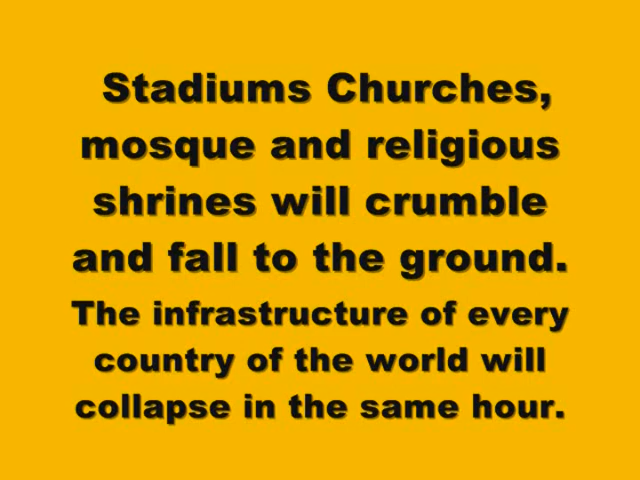 Stadiums Churches,
mosque and religious
shrines will crumble
and fall to the ground.
The infrastructure of every
country of the world will
collapse in the same hour.